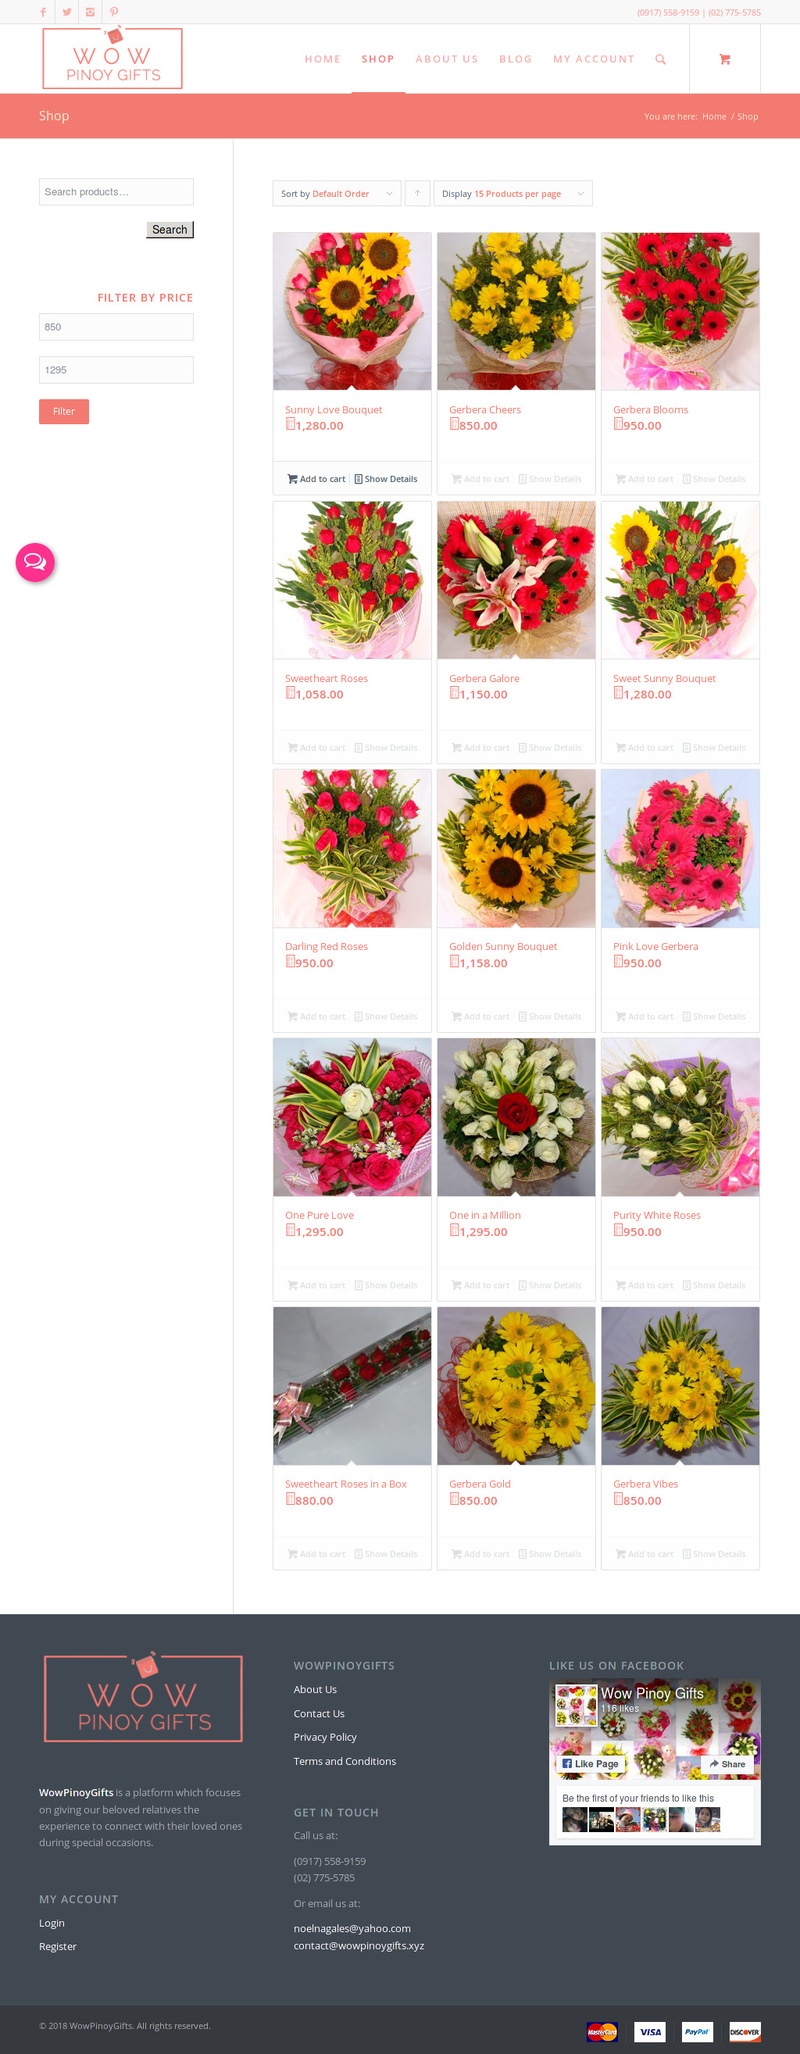 (0917) 558-9159 | (02) 775-5785
WOW
PINOY GIFTS
HOME SHOP ABOUT US BLOG MY ACCOUNT
Shop
You are here: Home / Shop
Search products...
Search
FILTER BY PRICE
850
1295
Filter
Sort by Default Order
Display 15 Products per page
Sunny Love Bouquet
1,280.00
Add to cart Show Details
Gerbera Cheers
850.00
Add to cart Show Details
Gerbera Blooms
950.00
Add to cart Show Details
Sweetheart Roses
1,058.00
Add to cart Show Details
Gerbera Galore
1,150.00
Add to cart Show Details
Sweet Sunny Bouquet
1,280.00
Add to cart Show Details
Darling Red Roses
950.00
Add to cart Show Details
Golden Sunny Bouquet
1,158.00
Add to cart Show Details
Pink Love Gerbera
950.00
Add to cart Show Details
One Pure Love
1,295.00
Add to cart Show Details
One in a Million
1,295.00
Add to cart Show Details
Purity White Roses
950.00
Add to cart Show Details
Sweetheart Roses in a Box
880.00
Add to cart Show Details
Gerbera Gold
850.00
Add to cart Show Details
Gerbera Vibes
850.00
Add to cart Show Details
WOW
PINOY GIFTS
WowPinoyGifts is a platform which focuses
on giving our beloved relatives the
experience to connect with their loved ones
during special occasions.
MY ACCOUNT
Login
Register
WOWPINOYGIFTS
About Us
Contact Us
Privacy Policy
Terms and Conditions
GET IN TOUCH
Call us at:
(0917) 558-9159
(02) 775-5785
Or email us at:
noelnagales@yahoo.com
contact@wowpinoygifts.xyz
LIKE US ON FACEBOOK
Wow Pinoy Gifts
116 likes
Like Page
Share
Be the first of your friends to like this
© 2018 WowPinoyGifts. All rights reserved.
MasterCard VISA PayPal DISCOVER